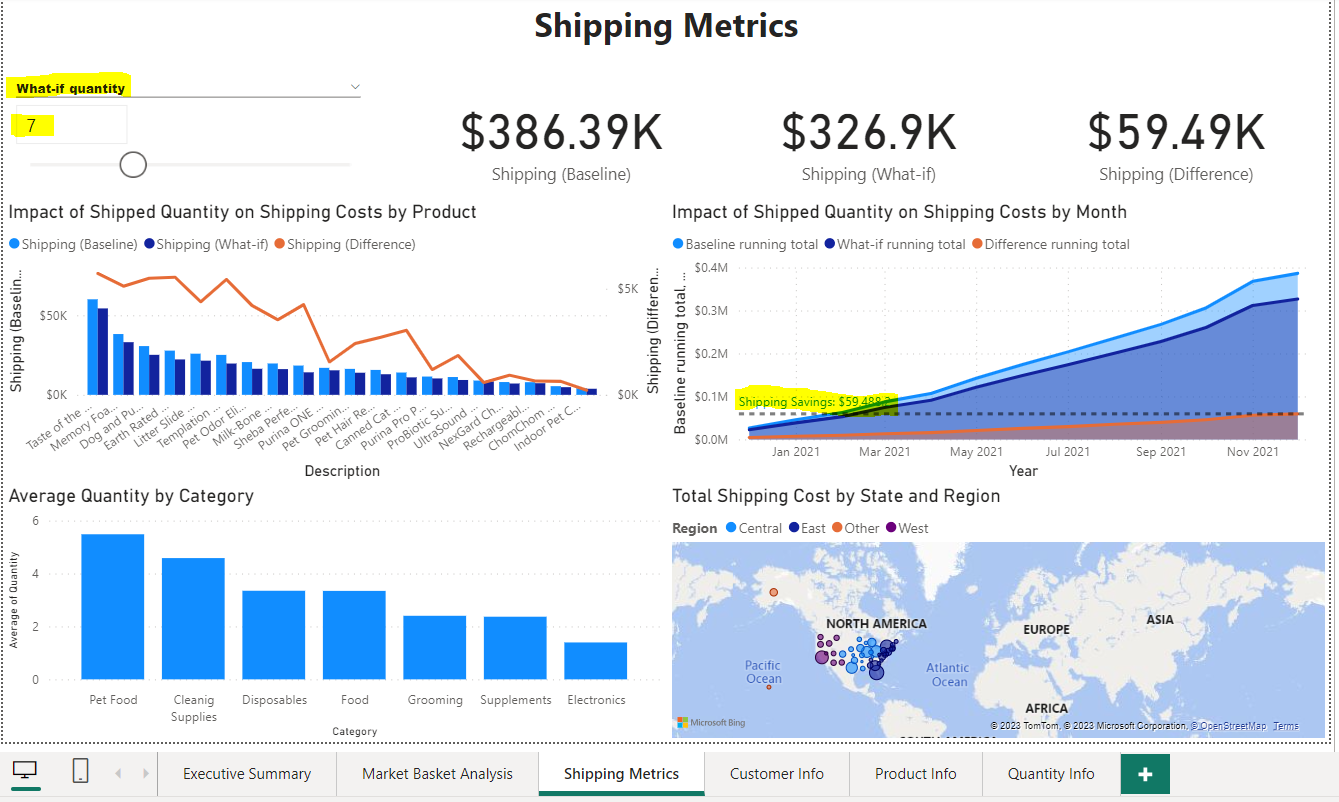 Shipping Metrics
What-if quantity
7
$386.39K
Shipping (Baseline)
$326.9K
Shipping (What-if)
$59.49K
Shipping (Difference)
Impact of Shipped Quantity on Shipping Costs by Product
Shipping (Baseline) Shipping (What-if) Shipping (Difference)
Shipping (Baselin...
$50K
$0K
$5K
$0K
Shipping (Differen...
Taste of the ...
Memory Foa...
Dog and Pu...
Earth Rated ...
Litter Slide ...
Templation ...
Pet Odor Eli...
Milk-Bone ...
Sheba Perfe...
Purina ONE ...
Pet Groomin...
Pet Hair Re...
Canned Cat ...
Purina Pro P...
Probiotic Su...
UltraSound ...
NexGard Ch...
Rechargeabl...
ChomChom ...
Indoor Pet C...
Description
Impact of Shipped Quantity on Shipping Costs by Month
Baseline running total What-if running total Difference running total
Baseline running total, ...
$0.4M
$0.3M
$0.2M
$0.1M
$0.0M
Shipping Savings: $59,488.2
Jan 2021 Mar 2021 May 2021 Jul 2021 Sep 2021 Nov 2021
Year
Average Quantity by Category
Average of Quantity
6
4
2
0
Pet Food
Cleanig
Supplies
Disposables
Food
Grooming
Supplements
Electronics
Category
Total Shipping Cost by State and Region
Region Central East Other West
NORTH AMERICA
EUROPE
ASIA
Pacific
Ocean
Atlantic
Ocean
AFRICA
Microsoft Bing
© 2023 TomTom, © 2023 Microsoft Corporation, © OpenStreetMap Terms
Executive Summary
Market Basket Analysis
Shipping Metrics
Customer Info
Product Info
Quantity Info